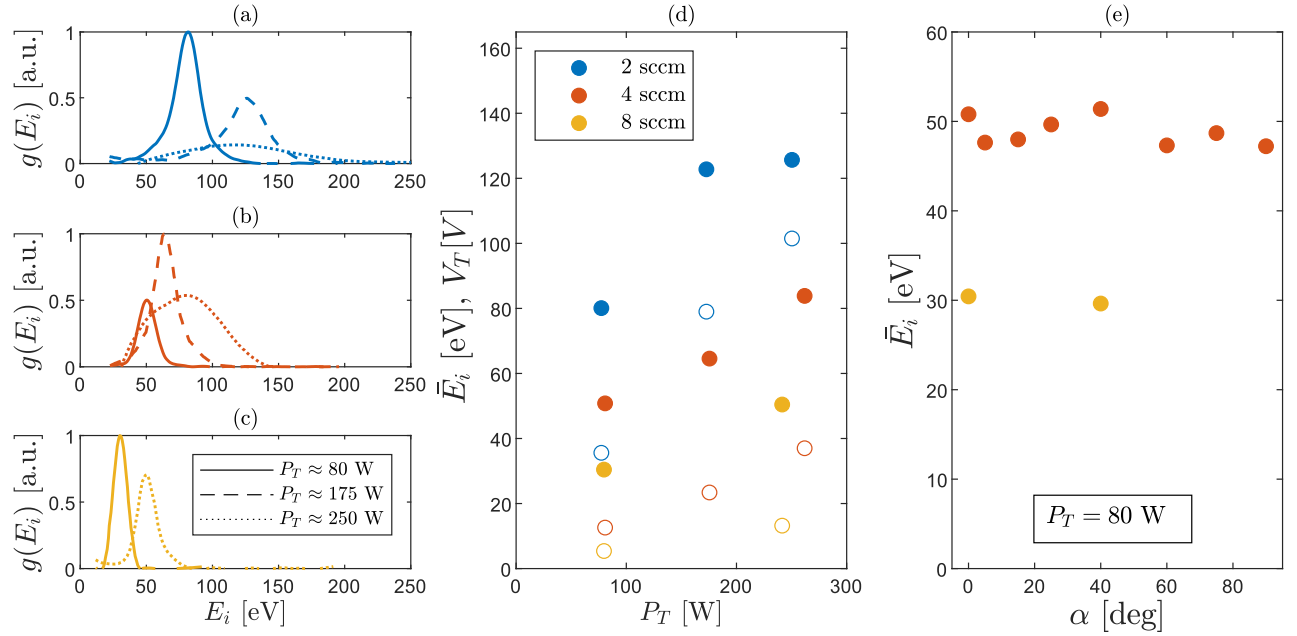 (a)
g(E_i) [a.u.]
1
0.5
0
0 50 100 150 200 250
(b)
g(E_i) [a.u.]
1
0.5
0
0 50 100 150 200 250
(c)
g(E_i) [a.u.]
1
0.5
0
P_T ≈ 80 W
P_T ≈ 175 W
P_T ≈ 250 W
0 50 100 150 200 250
E_i [eV]
(d)
Ē_i [eV], V_T [V]
160
140
120
100
80
60
40
20
0
2 sccm
4 sccm
8 sccm
0 100 200 300
P_T [W]
(e)
Ē_i [eV]
60
50
40
30
20
10
0
P_T = 80 W
0 20 40 60 80
α [deg]